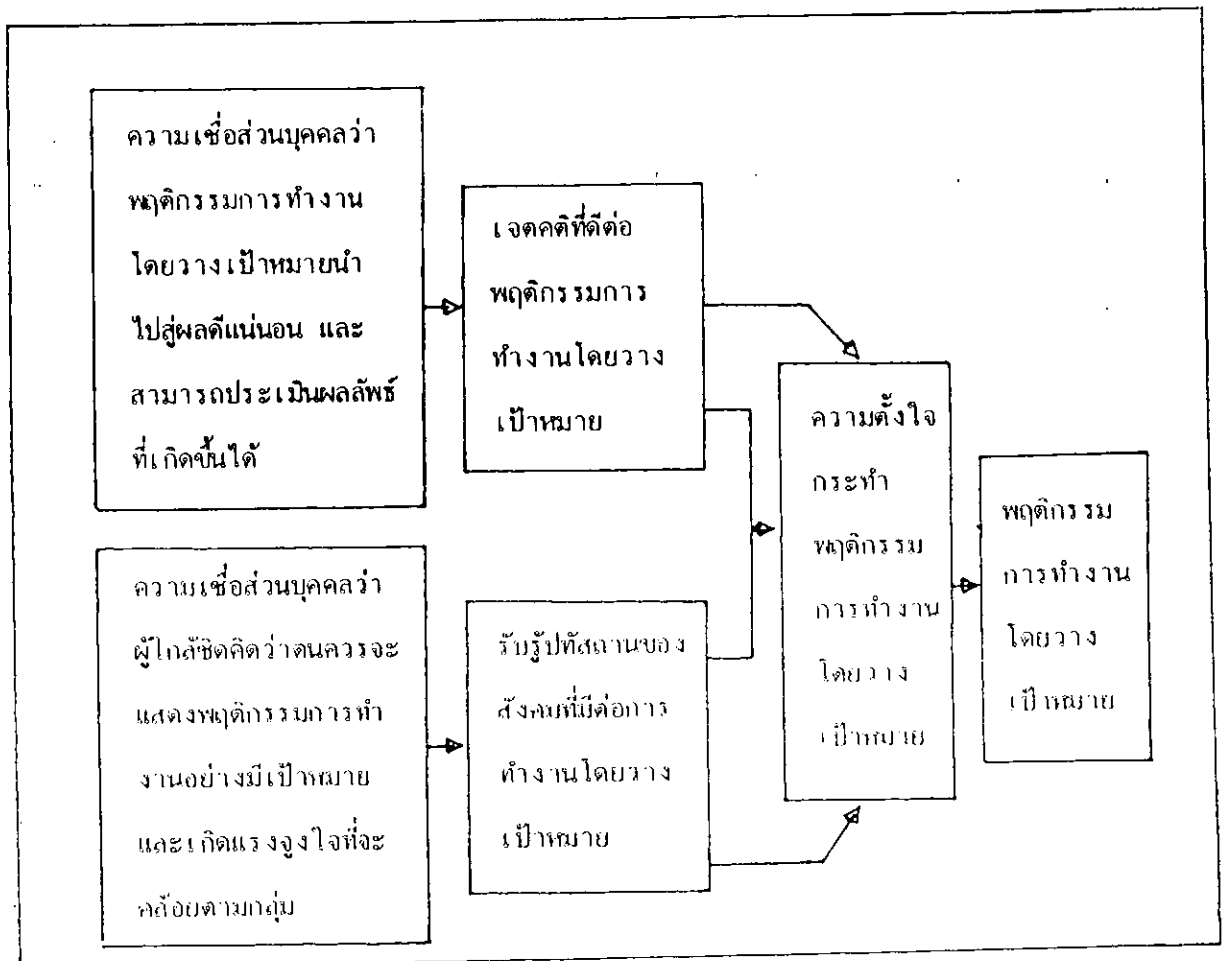 ความเชื่อส่วนบุคคลว่า
พฤติกรรมการทำงาน
โดยวางเป้าหมายนำ
ไปสู่ผลดีแน่นอน และ
สามารถประเมินผลลัพธ์
ที่เกิดขึ้นได้
เจตคติที่ดีต่อ
พฤติกรรมการ
ทำงานโดยวาง
เป้าหมาย
ความเชื่อส่วนบุคคลว่า
ผู้ใกล้ชิดคิดว่าตนควรจะ
แสดงพฤติกรรมการทำ
งานอย่างมีเป้าหมาย
และเกิดแรงจูงใจที่จะ
คล้อยตามกลุ่ม
รับรู้ปทัสถานของ
สังคมที่มีต่อการ
ทำงานโดยวาง
เป้าหมาย
ความตั้งใจ
กระทำ
พฤติกรรม
การทำงาน
โดยวาง
เป้าหมาย
พฤติกรรม
การทำงาน
โดยวาง
เป้าหมาย